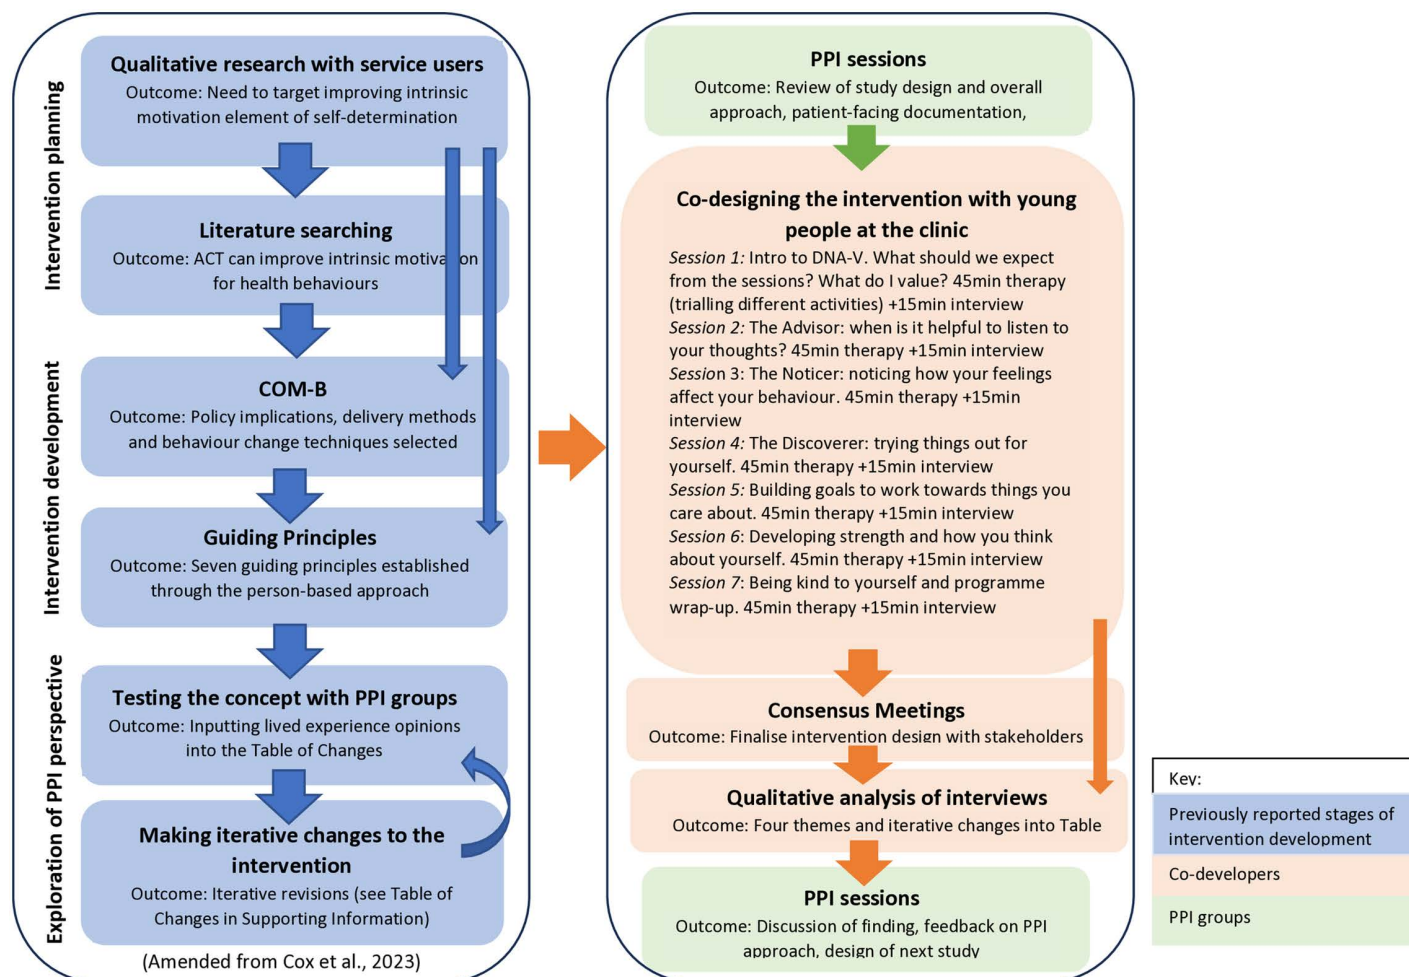 Intervention planning
Qualitative research with service users
Outcome: Need to target improving intrinsic
motivation element of self-determination
Literature searching
Outcome: ACT can improve intrinsic motivation
for health behaviours
Intervention development
COM-B
Outcome: Policy implications, delivery methods
and behaviour change techniques selected
Guiding Principles
Outcome: Seven guiding principles established
through the person-based approach
Exploration of PPI perspective
Testing the concept with PPI groups
Outcome: Inputting lived experience opinions
into the Table of Changes
Making iterative changes to the
intervention
Outcome: Iterative revisions (see Table of
Changes in Supporting Information)
(Amended from Cox et al., 2023)
PPI sessions
Outcome: Review of study design and overall
approach, patient-facing documentation,
Co-designing the intervention with young
people at the clinic
Session 1: Intro to DNA-V. What should we expect
from the sessions? What do I value? 45min therapy
(trialling different activities) +15min interview
Session 2: The Advisor: when is it helpful to listen to
your thoughts? 45min therapy +15min interview
Session 3: The Noticer: noticing how your feelings
affect your behaviour. 45min therapy +15min
interview
Session 4: The Discoverer: trying things out for
yourself. 45min therapy +15min interview
Session 5: Building goals to work towards things you
care about. 45min therapy +15min interview
Session 6: Developing strength and how you think
about yourself. 45min therapy +15min interview
Session 7: Being kind to yourself and programme
wrap-up. 45min therapy +15min interview
Consensus Meetings
Outcome: Finalise intervention design with stakeholders
Qualitative analysis of interviews
Outcome: Four themes and iterative changes into Table
PPI sessions
Outcome: Discussion of finding, feedback on PPI
approach, design of next study
Key:
Previously reported stages of
intervention development
Co-developers
PPI groups